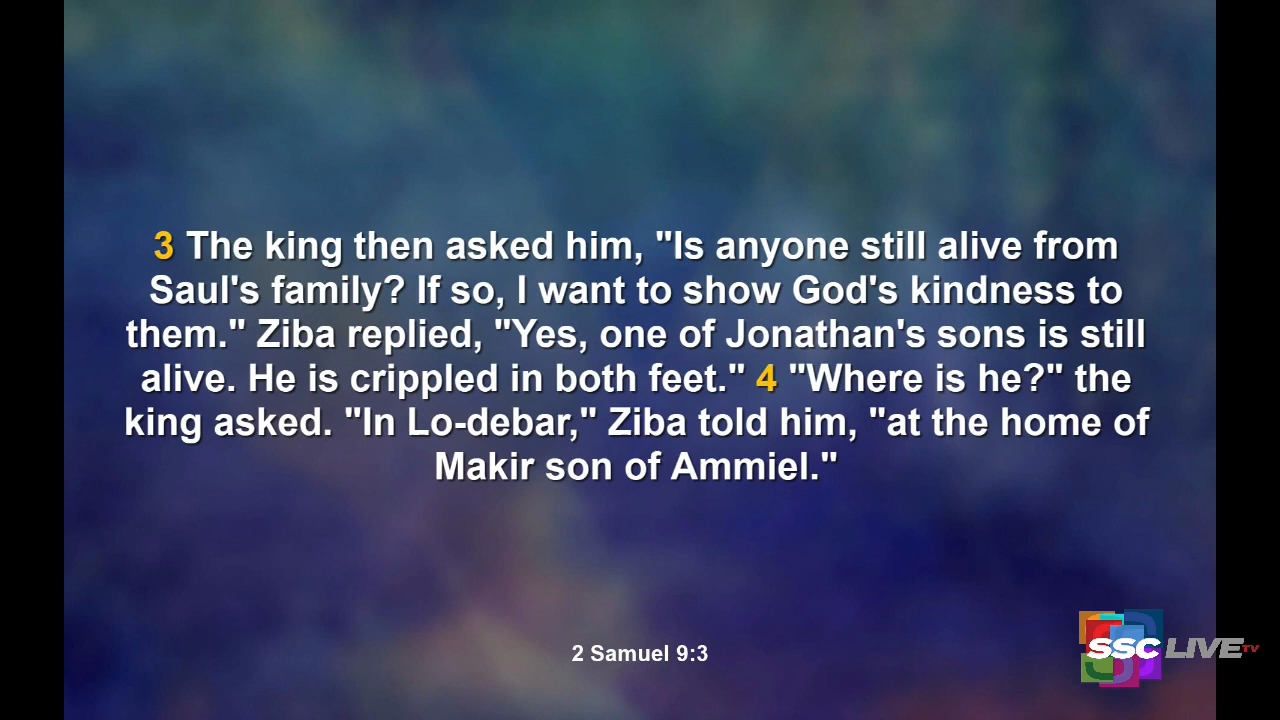 3 The king then asked him, "Is anyone still alive from
Saul's family? If so, I want to show God's kindness to
them." Ziba replied, "Yes, one of Jonathan's sons is still
alive. He is crippled in both feet." 4 "Where is he?" the
king asked. "In Lo-debar," Ziba told him, "at the home of
Makir son of Ammiel."
2 Samuel 9:3
SSC LIVE TV